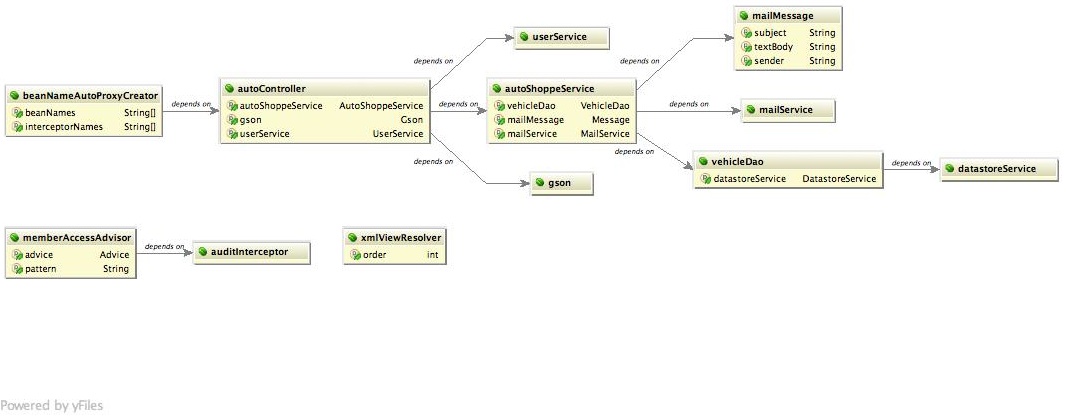 mailMessage
subject String
textBody String
sender String
userService
depends on
depends on
beanNameAutoProxyCreator
beanNames String[]
interceptorNames String[]
depends on
autoController
autoShoppeService AutoShoppeService
gson Gson
userService UserService
depends on
autoShoppeService
vehicleDao VehicleDao
mailMessage Message
mailService MailService
depends on
mailService
depends on
depends on
gson
vehicleDao
datastoreService DatastoreService
depends on
datastoreService
memberAccessAdvisor
advice Advice
pattern String
depends on
auditInterceptor
xmlViewResolver
order int
Powered by yFiles